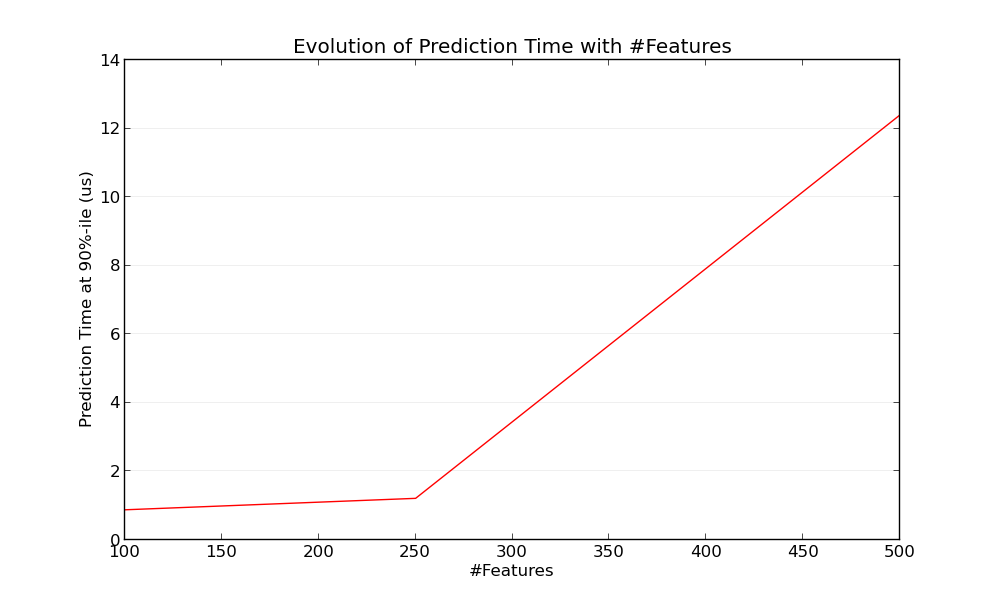 Evolution of Prediction Time with #Features
14
12
10
8
6
4
2
0
Prediction Time at 90%-ile (us)
100 150 200 250 300 350 400 450 500
#Features